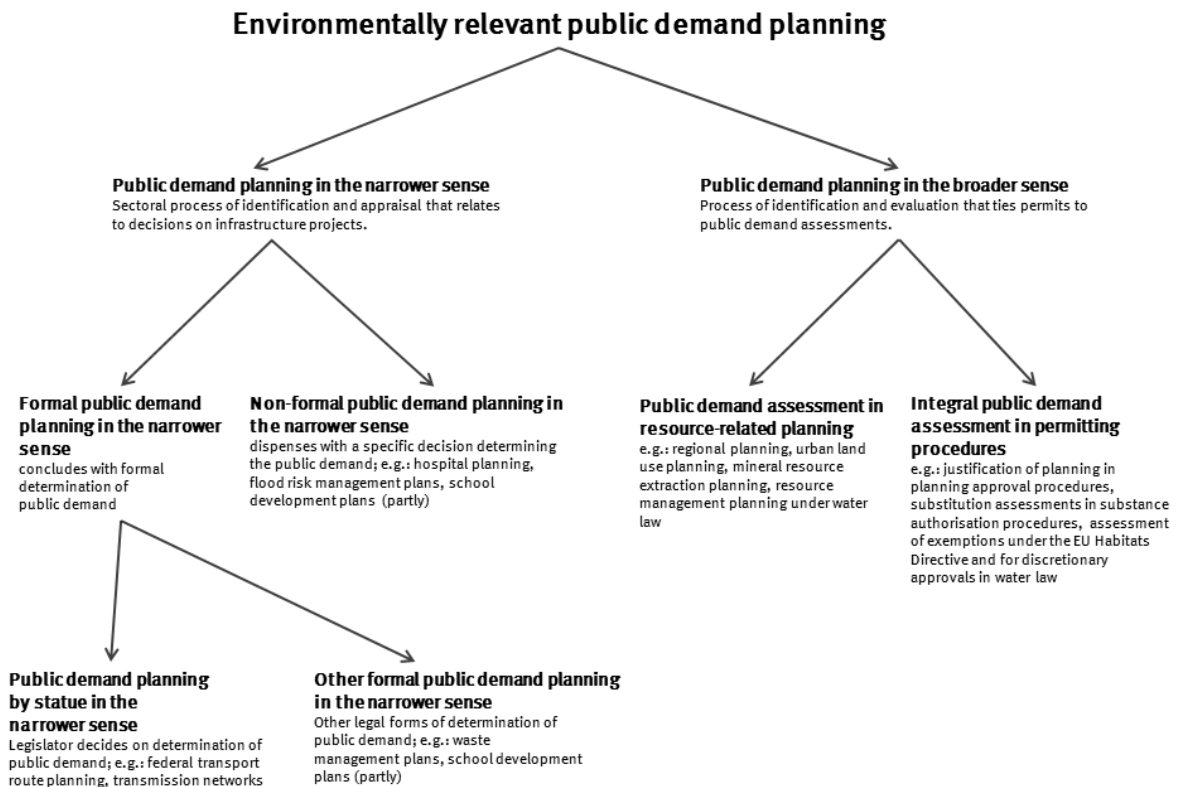 Environmentally relevant public demand planning
Public demand planning in the narrower sense
Sectoral process of identification and appraisal that relates
to decisions on infrastructure projects.
Public demand planning in the broader sense
Process of identification and evaluation that ties permits to
public demand assessments.
Formal public demand
planning in the narrower
sense
concludes with formal
determination of
public demand
Non-formal public demand planning in
the narrower sense
dispenses with a specific decision determining
the public demand; e.g.: hospital planning,
flood risk management plans, school
development plans (partly)
Public demand assessment in
resource-related planning
e.g.: regional planning, urban land
use planning, mineral resource
extraction planning, resource
management planning under water
law
Integral public demand
assessment in permitting
procedures
e.g.: justification of planning in
planning approval procedures,
substitution assessments in substance
authorisation procedures, assessment
of exemptions under the EU Habitats
Directive and for discretionary
approvals in water law
Public demand planning
by statue in the
narrower sense
Legislator decides on determination of
public demand; e.g.: federal transport
route planning, transmission networks
Other formal public demand planning
in the narrower sense
Other legal forms of determination of
public demand; e.g.: waste
management plans, school development
plans (partly)